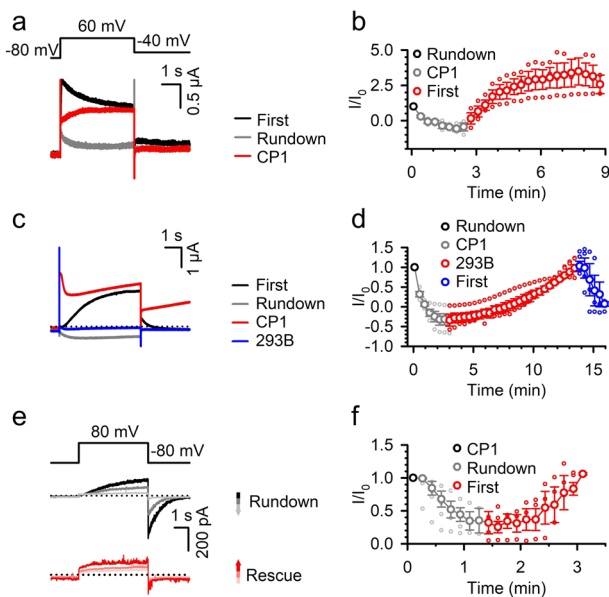 a
60 mV
-80 mV
-40 mV
1 s
0.5 µA
First
Rundown
CP1
b
I/I0
5.0
2.5
0.0
Rundown
CP1
First
0 3 6 9
Time (min)
c
1 s
1 µA
First
Rundown
CP1
293B
d
I/I0
1.5
1.0
0.5
0.0
-0.5
-1.0
Rundown
CP1
293B
First
0 5 10 15
Time (min)
e
80 mV
-80 mV
1 s
200 pA
Rundown
Rescue
f
I/I0
1.5
1.0
0.5
0.0
CP1
Rundown
First
0 1 2 3
Time (min)